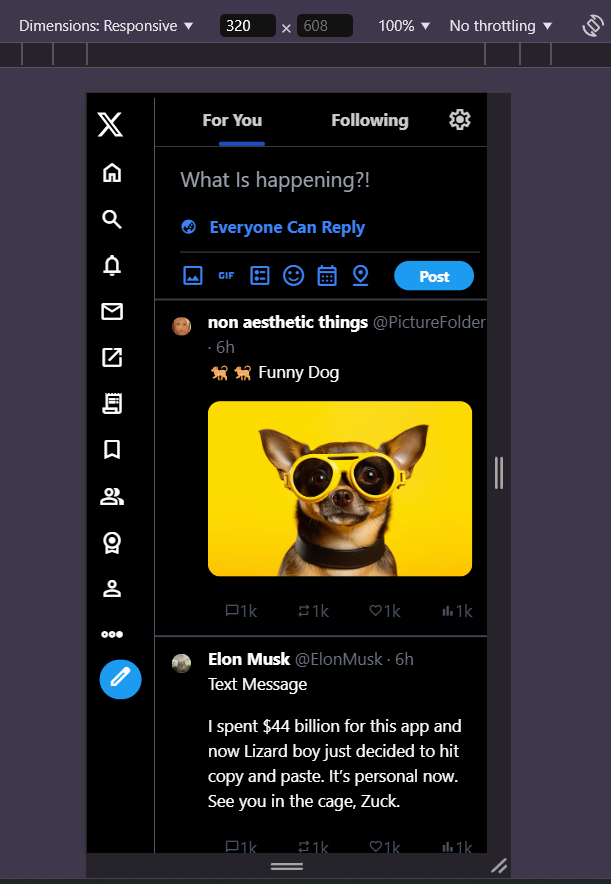 Dimensions: Responsive 320 × 608 100% No throttling
X
For You Following
What Is happening?!
Everyone Can Reply
GIF
Post
non aesthetic things @PictureFolder
· 6h
🐕 🐕 Funny Dog
1k 1k 1k 1k
Elon Musk @ElonMusk · 6h
Text Message
I spent $44 billion for this app and
now Lizard boy just decided to hit
copy and paste. It’s personal now.
See you in the cage, Zuck.
1k 1k 1k 1k